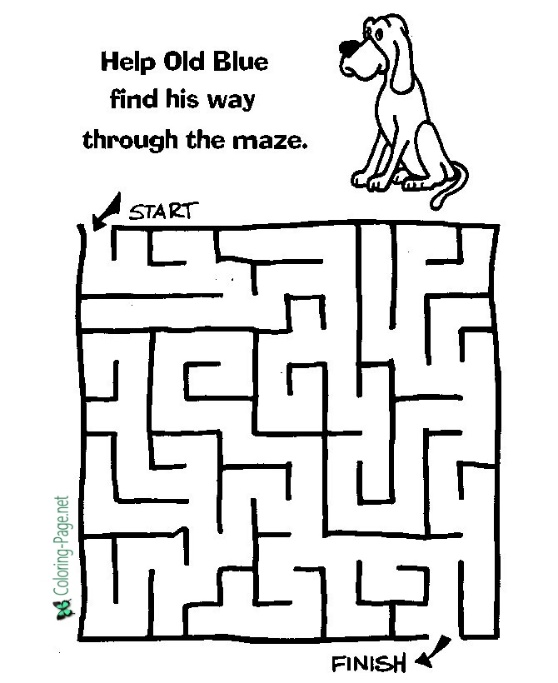 Help Old Blue
find his way
through the maze.
START
Coloring-Page.net
FINISH